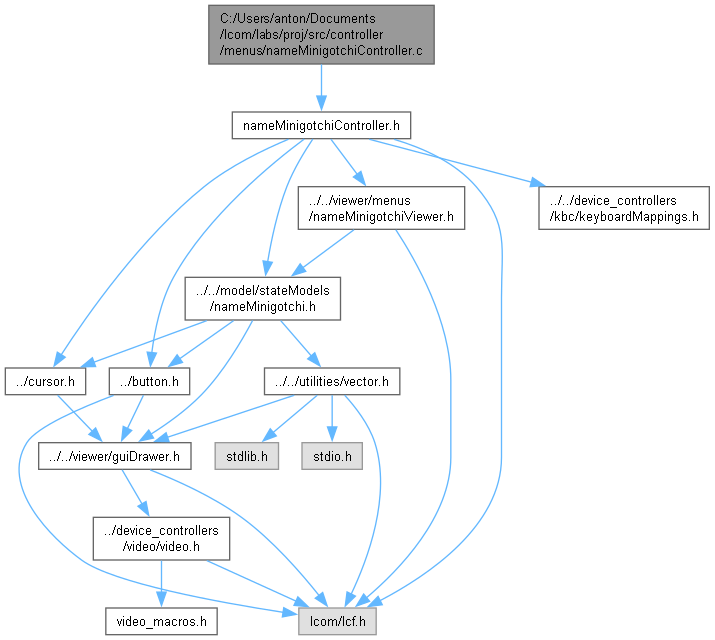 C:/Users/anton/Documents
/lcom/labs/proj/src/controller
/menus/nameMinigotchiController.c
nameMinigotchiController.h
../../viewer/menus
/nameMinigotchiViewer.h
../../device_controllers
/kbc/keyboardMappings.h
../../model/stateModels
/nameMinigotchi.h
../cursor.h
../button.h
../../utilities/vector.h
../../viewer/guiDrawer.h
stdlib.h
stdio.h
../device_controllers
/video/video.h
video_macros.h
lcom/lcf.h